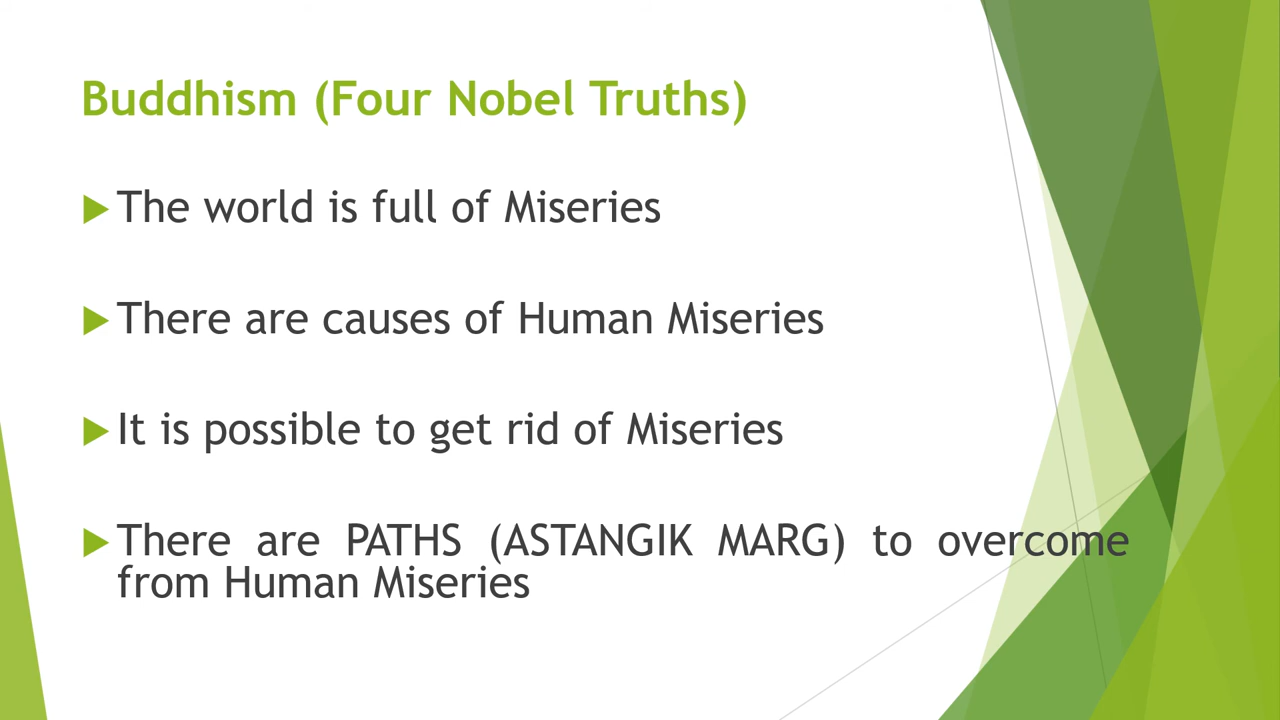 Buddhism (Four Nobel Truths)
The world is full of Miseries
There are causes of Human Miseries
It is possible to get rid of Miseries
There are PATHS (ASTANGIK MARG) to overcome
from Human Miseries